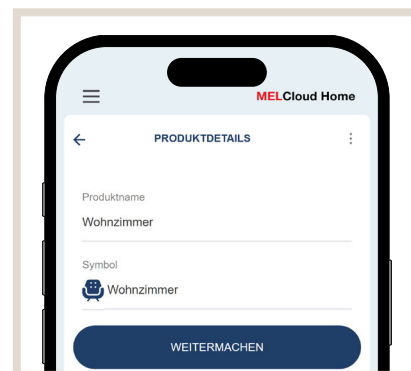 MELCloud Home
PRODUKTDETAILS
Produktname
Wohnzimmer
Symbol
Wohnzimmer
WEITERMACHEN